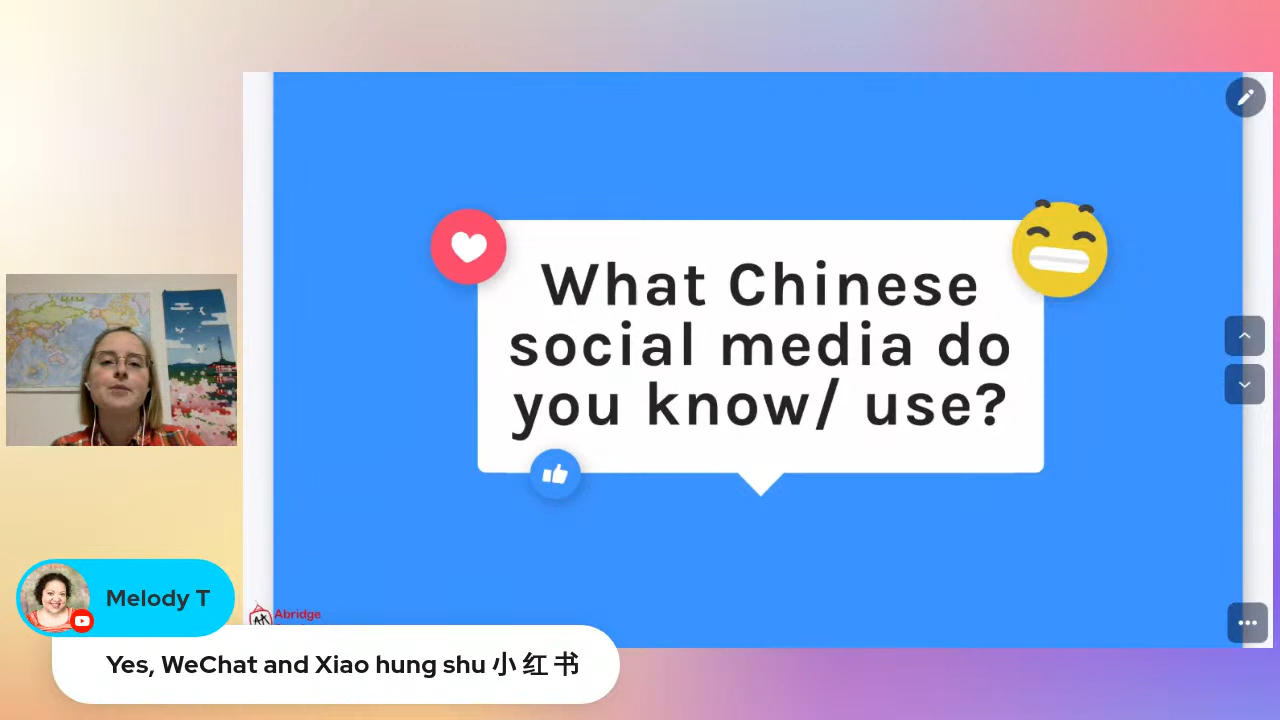 What Chinese
social media do
you know/ use?
Abridge
Melody T
Yes, WeChat and Xiao hung shu 小 红 书